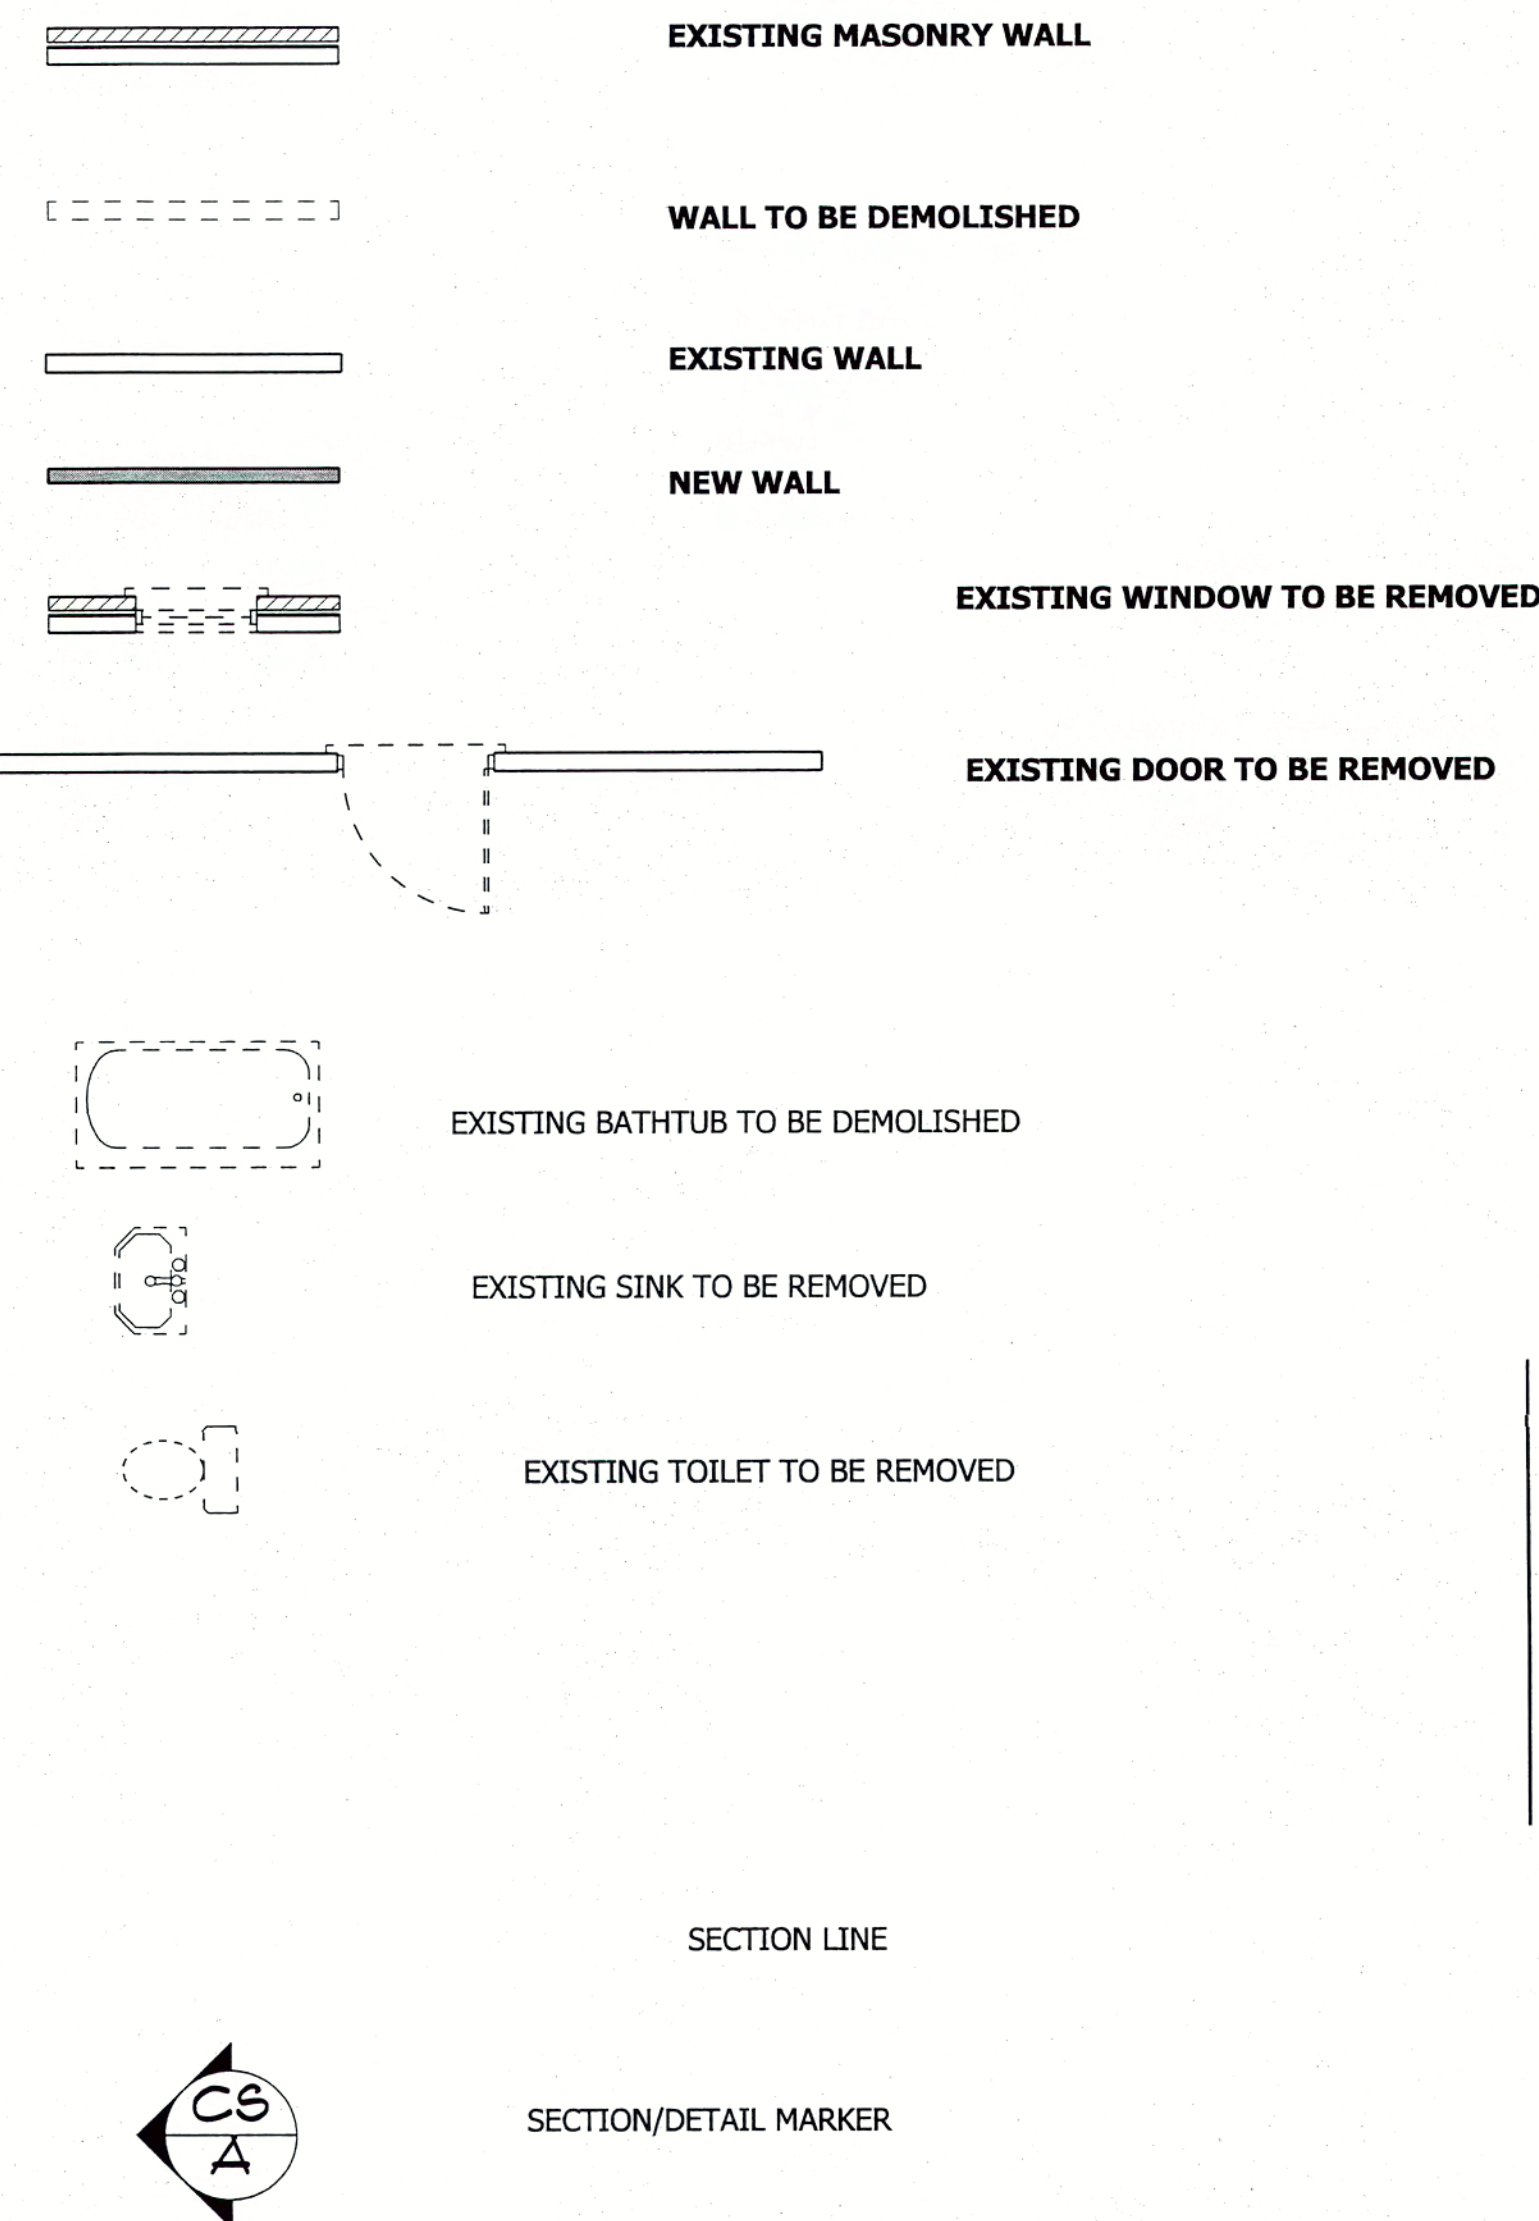 EXISTING MASONRY WALL
WALL TO BE DEMOLISHED
EXISTING WALL
NEW WALL
EXISTING WINDOW TO BE REMOVED
EXISTING DOOR TO BE REMOVED
EXISTING BATHTUB TO BE DEMOLISHED
EXISTING SINK TO BE REMOVED
EXISTING TOILET TO BE REMOVED
SECTION LINE
CS
A
SECTION/DETAIL MARKER